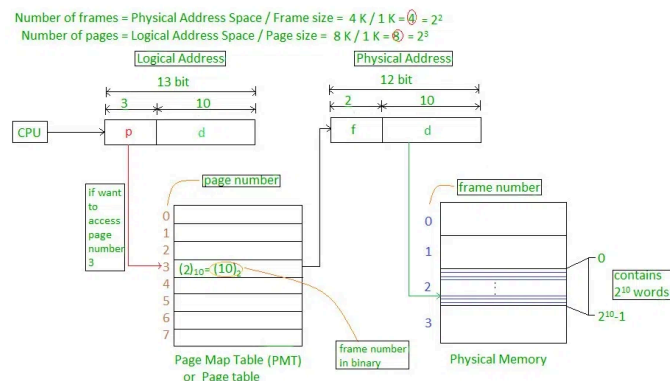 Number of frames = Physical Address Space / Frame size = 4 K / 1 K = 4 = 2²
Number of pages = Logical Address Space / Page size = 8 K / 1 K = 8 = 2³
Logical Address
Physical Address
13 bit
12 bit
3
10
2
10
CPU
p
d
f
d
If want
to
access
page
number
3
page number
frame number
0
1
2
3
4
5
6
7
(2)₁₀ = (10)₂
0
1
2
3
⋮
0
contains
2¹⁰ words
2¹⁰-1
frame number
in binary
Page Map Table (PMT)
or Page table
Physical Memory